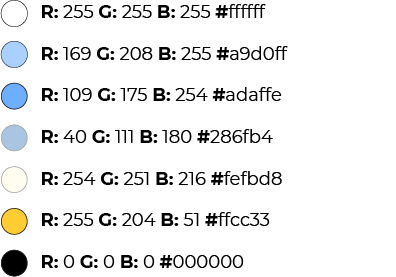 R: 255 G: 255 B: 255 #ffffff
R: 169 G: 208 B: 255 #a9d0ff
R: 109 G: 175 B: 254 #adaffe
R: 40 G: 111 B: 180 #286fb4
R: 254 G: 251 B: 216 #fefbd8
R: 255 G: 204 B: 51 #ffcc33
R: 0 G: 0 B: 0 #000000